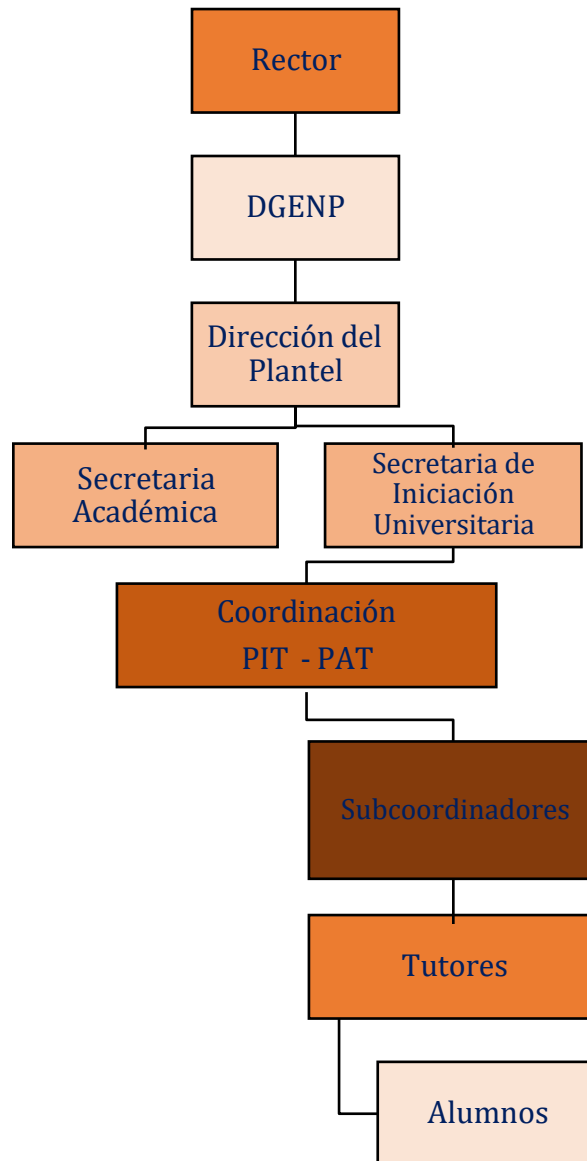 Rector
DGENP
Dirección del
Plantel
Secretaria
Académica
Secretaria de
Iniciación
Universitaria
Coordinación
PIT - PAT
Subcoordinadores
Tutores
Alumnos